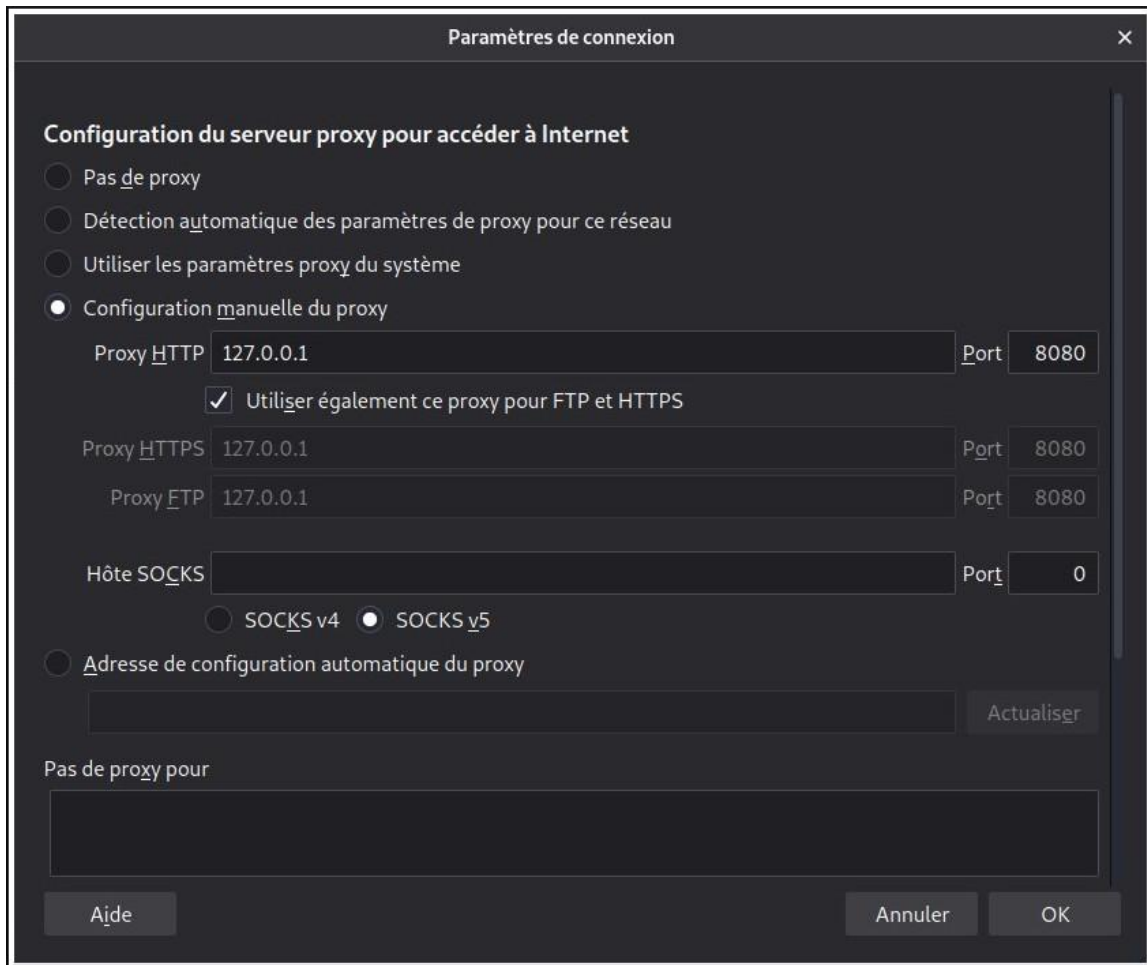 Paramètres de connexion
Configuration du serveur proxy pour accéder à Internet
Pas de proxy
Détection automatique des paramètres de proxy pour ce réseau
Utiliser les paramètres proxy du système
Configuration manuelle du proxy
Proxy HTTP 127.0.0.1 Port 8080
Utiliser également ce proxy pour FTP et HTTPS
Proxy HTTPS 127.0.0.1 Port 8080
Proxy FTP 127.0.0.1 Port 8080
Hôte SOCKS Port 0
SOCKS v4 SOCKS v5
Adresse de configuration automatique du proxy
Actualiser
Pas de proxy pour
Aide Annuler OK